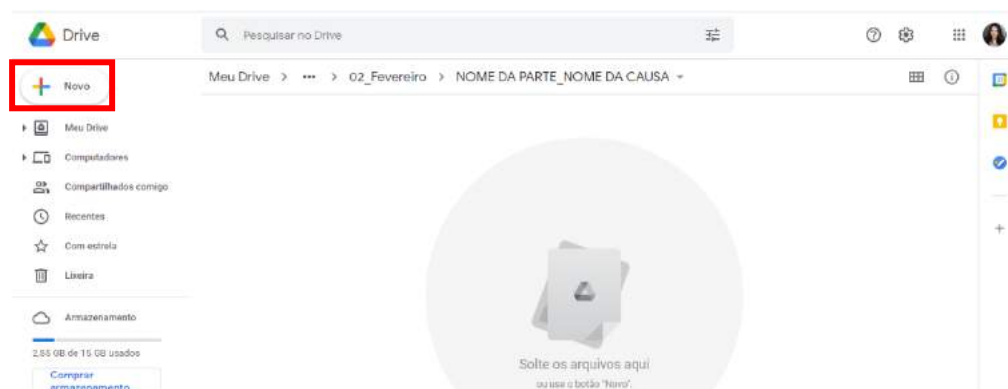 Drive
Pesquisar no Drive
Novo
Meu Drive > ••• > 02_Fevereiro > NOME DA PARTE_NOME DA CAUSA
Meu Drive
Computadores
Compartilhados comigo
Recentes
Com estrela
Lixeira
Armazenamento
2,55 GB de 15 GB usados
Comprar
armazenamento
Solte os arquivos aqui
ou use o botão "Novo".